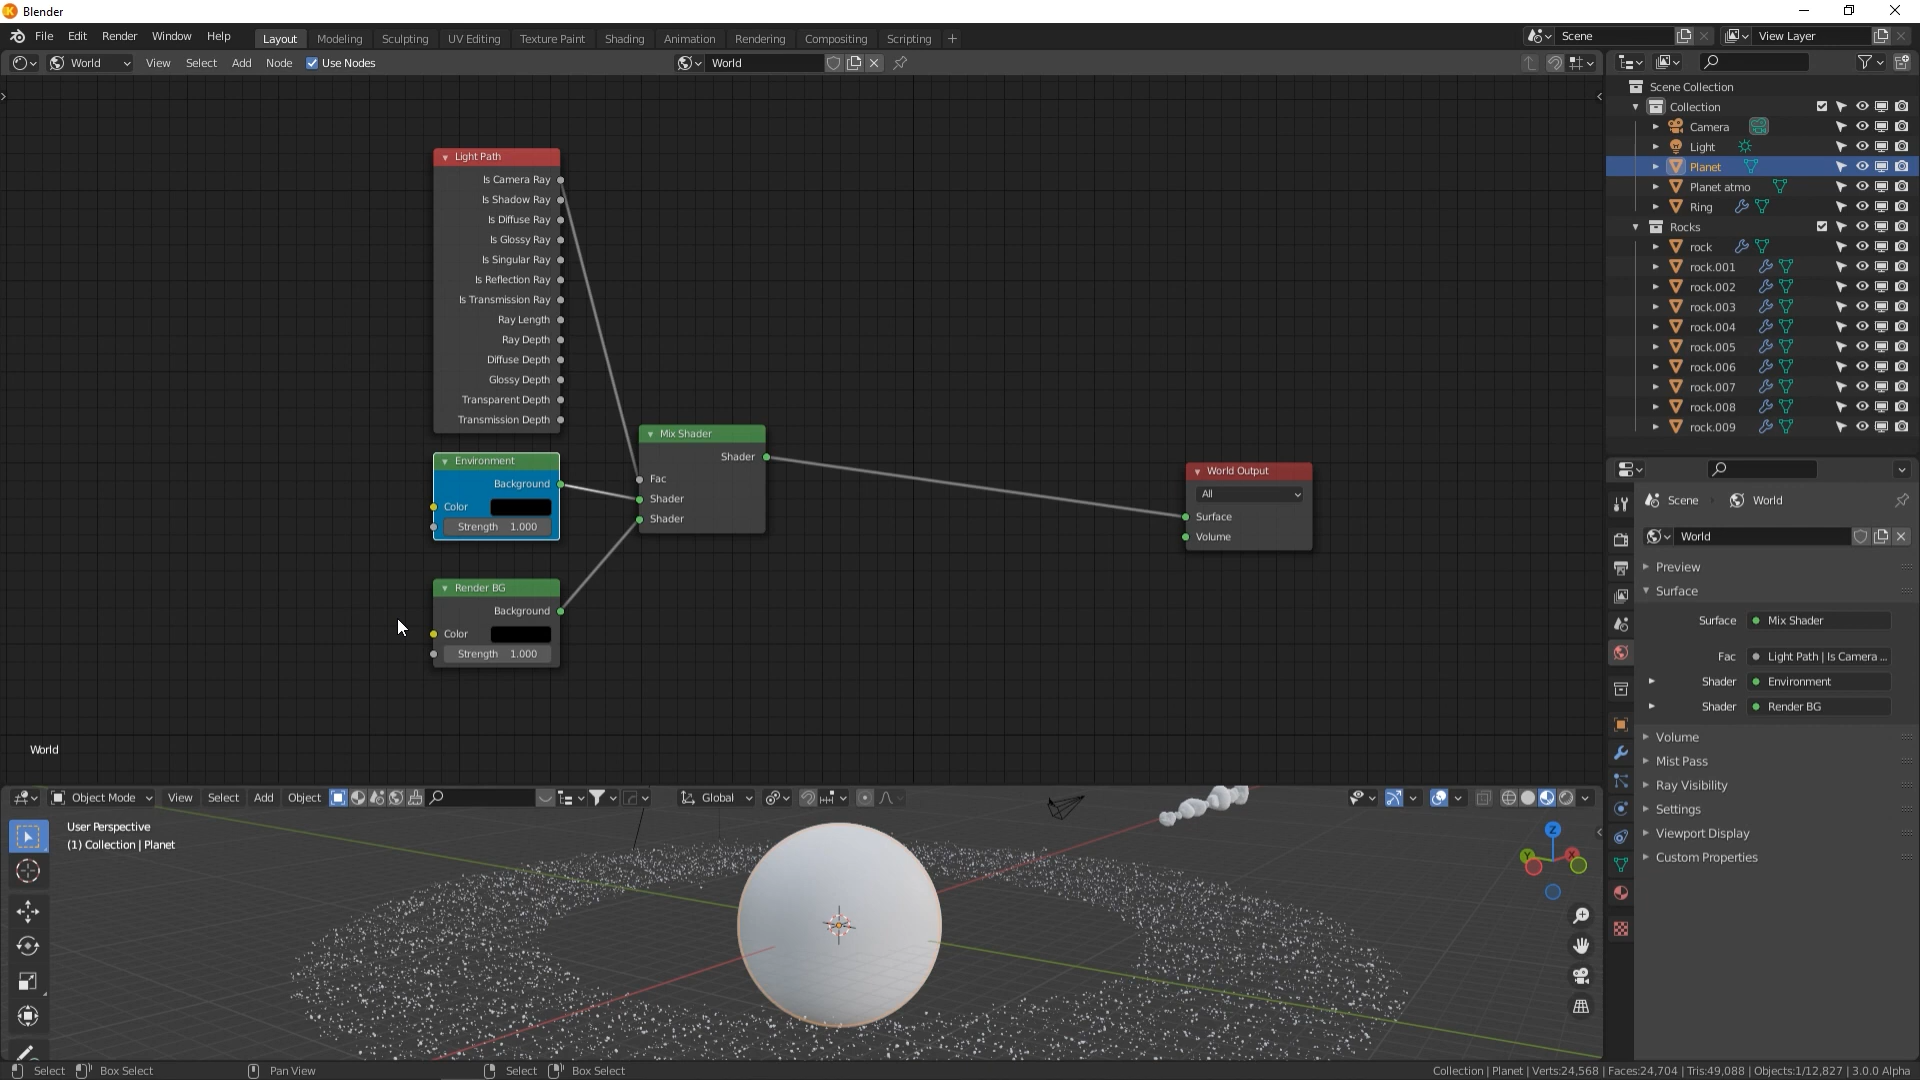 Blender
File Edit Render Window Help
Layout Modeling Sculpting UV Editing Texture Paint Shading Animation Rendering Compositing Scripting +
Scene
View Layer
World View Select Add Node Use Nodes
World
Light Path
Is Camera Ray
Is Shadow Ray
Is Diffuse Ray
Is Glossy Ray
Is Singular Ray
Is Reflection Ray
Is Transmission Ray
Ray Length
Ray Depth
Diffuse Depth
Glossy Depth
Transparent Depth
Transmission Depth
Environment
Background
Color
Strength 1.000
Render BG
Background
Color
Strength 1.000
Mix Shader
Shader
Fac
Shader
Shader
World Output
All
Surface
Volume
World
Scene Collection
Collection
Camera
Light
Planet
Planet atmo
Ring
Rocks
rock
rock.001
rock.002
rock.003
rock.004
rock.005
rock.006
rock.007
rock.008
rock.009
Scene World
World
Preview
Surface
Surface Mix Shader
Fac Light Path | Is Camera ...
Shader Environment
Shader Render BG
Volume
Mist Pass
Ray Visibility
Settings
Viewport Display
Custom Properties
Object Mode View Select Add Object
Global
User Perspective
(1) Collection | Planet
Z
Y
X
Select Box Select Pan View Select Box Select
Collection | Planet | Verts:24,568 | Faces:24,704 | Tris:49,088 | Objects:1/12,827 | 3.0.0 Alpha